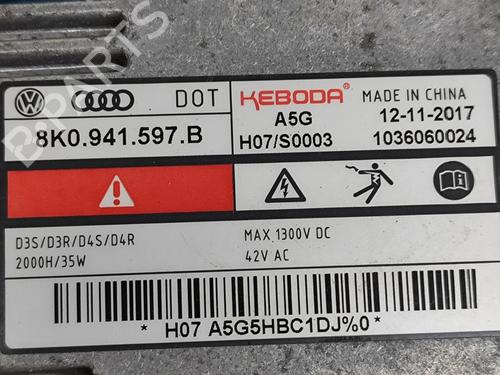 DOT
8K0.941.597.B
KEBODA
A5G
H07/S0003
MADE IN CHINA
12-11-2017
1036060024
D3S/D3R/D4S/D4R
2000H/35W
MAX 1300V DC
42V AC
* H07 A5G5HBC1DJ%0 *
B-PARTS